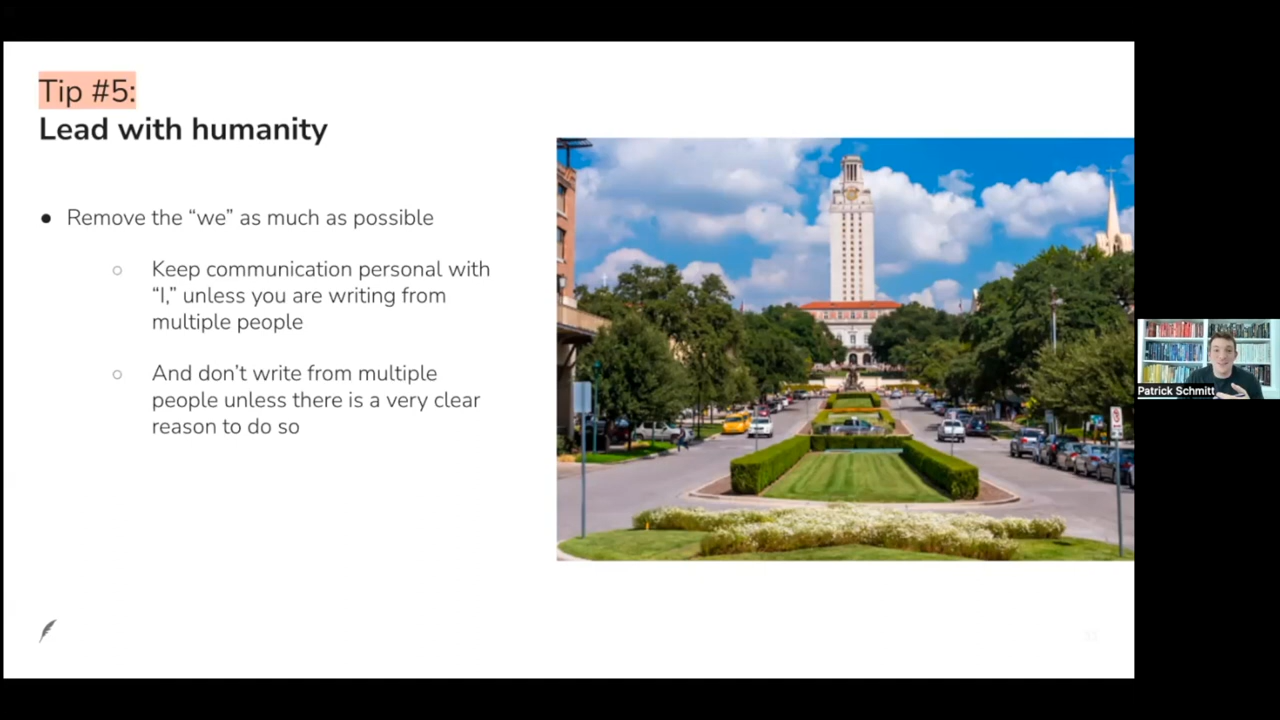 Tip #5:
Lead with humanity
● Remove the “we” as much as possible
○ Keep communication personal with
“I,” unless you are writing from
multiple people
○ And don’t write from multiple
people unless there is a very clear
reason to do so
Patrick Schmitt